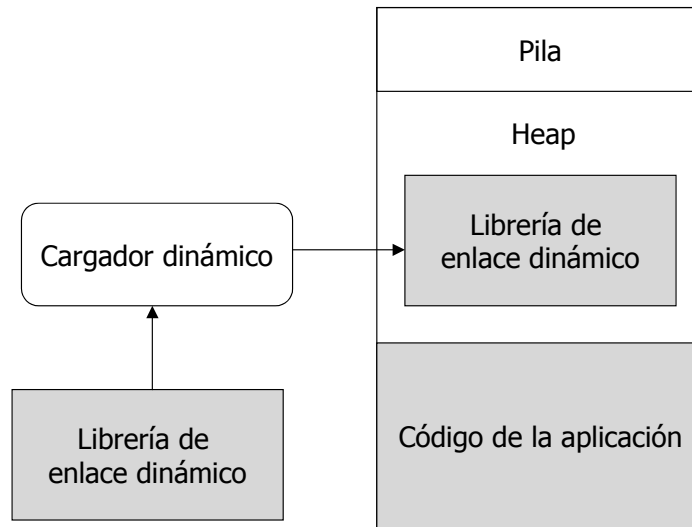 Pila
Heap
Librería de
enlace dinámico
Cargador dinámico
Código de la aplicación
Librería de
enlace dinámico